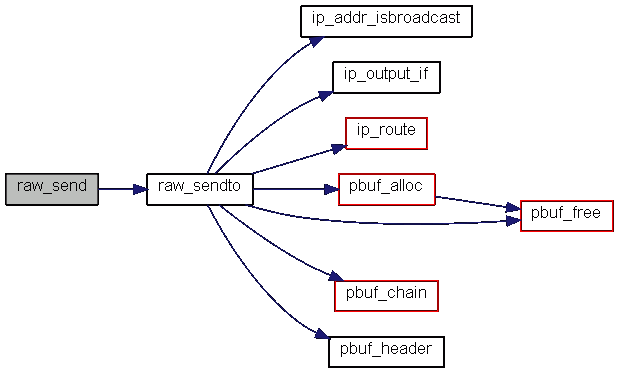 ip_addr_isbroadcast
ip_output_if
ip_route
raw_send
raw_sendto
pbuf_alloc
pbuf_free
pbuf_chain
pbuf_header